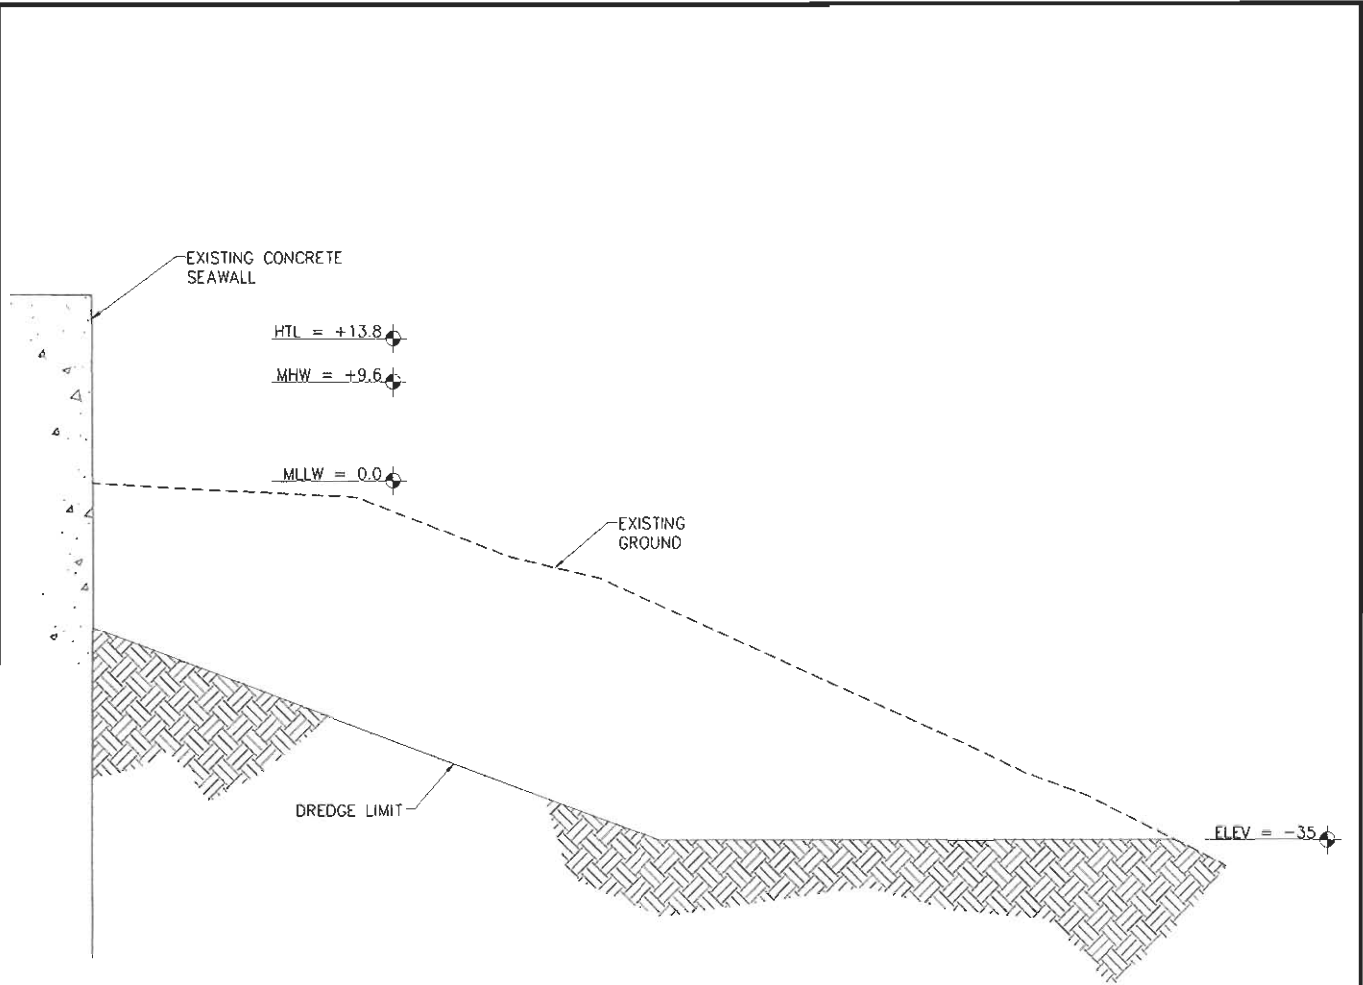 EXISTING CONCRETE
SEAWALL
HTL = +13.8
MHW = +9.6
MLLW = 0.0
EXISTING
GROUND
DREDGE LIMIT
ELEV = -35